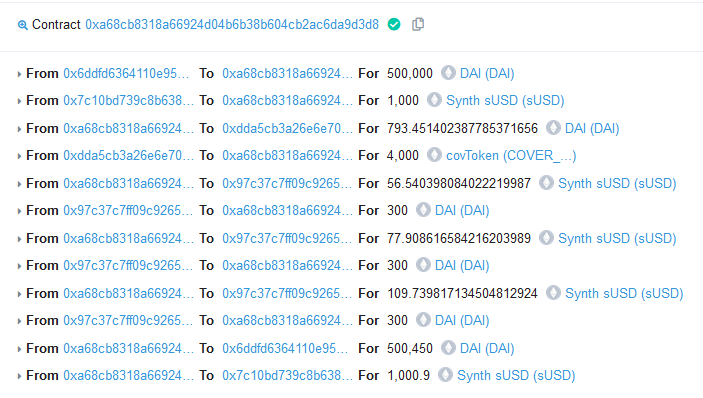 Contract 0xa68cb8318a66924d04b6b38b604cb2ac6da9d3d8
From 0x6ddfd6364110e95... To 0xa68cb8318a66924... For 500,000 DAI (DAI)
From 0x7c10bd739c8b638... To 0xa68cb8318a66924... For 1,000 Synth sUSD (sUSD)
From 0xa68cb8318a66924... To 0xdda5cb3a26e6e70... For 793.451402387785371656 DAI (DAI)
From 0xdda5cb3a26e6e70... To 0xa68cb8318a66924... For 4,000 covToken (COVER_...)
From 0xa68cb8318a66924... To 0x97c37c7ff09c9265... For 56.540398084022219987 Synth sUSD (sUSD)
From 0x97c37c7ff09c9265... To 0xa68cb8318a66924... For 300 DAI (DAI)
From 0xa68cb8318a66924... To 0x97c37c7ff09c9265... For 77.908616584216203989 Synth sUSD (sUSD)
From 0x97c37c7ff09c9265... To 0xa68cb8318a66924... For 300 DAI (DAI)
From 0xa68cb8318a66924... To 0x97c37c7ff09c9265... For 109.739817134504812924 Synth sUSD (sUSD)
From 0x97c37c7ff09c9265... To 0xa68cb8318a66924... For 300 DAI (DAI)
From 0xa68cb8318a66924... To 0x6ddfd6364110e95... For 500,450 DAI (DAI)
From 0xa68cb8318a66924... To 0x7c10bd739c8b638... For 1,000.9 Synth sUSD (sUSD)